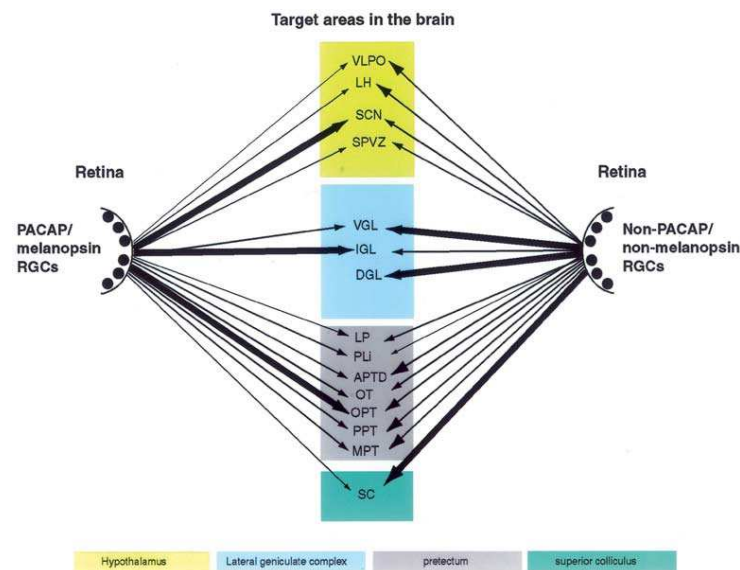 Target areas in the brain
VLPO
LH
SCN
SPVZ
Retina
Retina
PACAP/
melanopsin
RGCs
VGL
IGL
DGL
Non-PACAP/
non-melanopsin
RGCs
LP
PLi
APTD
OT
OPT
PPT
MPT
SC
Hypothalamus
Lateral geniculate complex
pretectum
superior colliculus